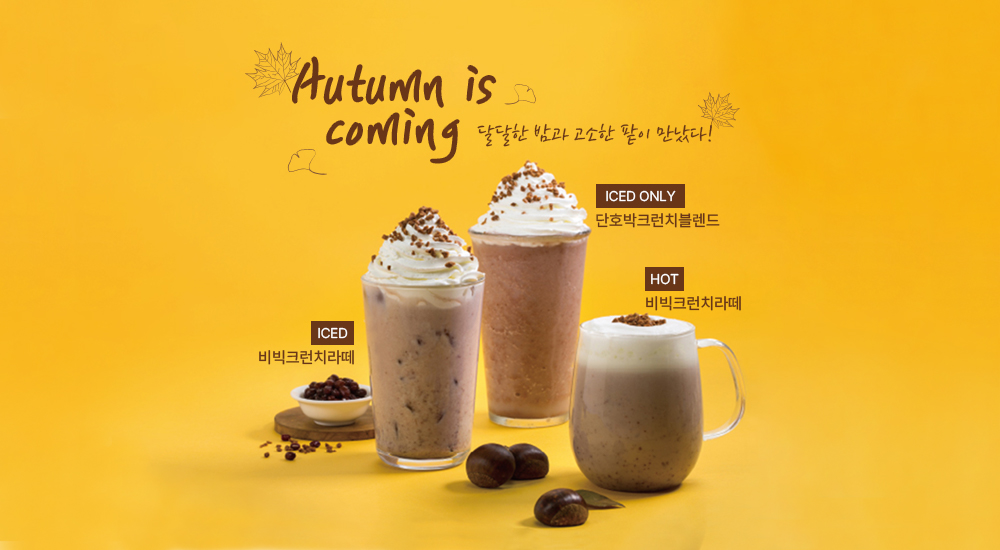 Autumn is
coming
달달한 밤과 고소한 팥이 만났다!
ICED ONLY
단호박크런치블렌드
HOT
비빅크런치라떼
ICED
비빅크런치라떼